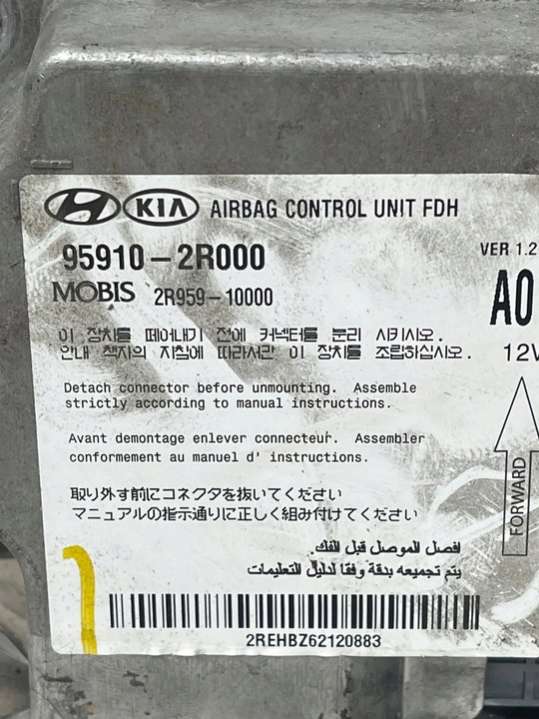 KIA AIRBAG CONTROL UNIT FDH
95910-2R000
VER 1.2
MOBIS 2R959-10000
A0
이 장치를 떼어내기 전에 커넥터를 분리 시키시오.
안내 책자의 지침에 따라서만 이 장치를 조립하십시오.
12V
Detach connector before unmounting. Assemble
strictly according to manual instructions.
Avant demontage enlever connecteur. Assembler
conformement au manuel d' instructions.
FORWARD
取り外す前にコネクタを抜いてください
マニュアルの指示通りに正しく組み付けてください
افصل الموصل قبل الفك.
يتم تجميعه بدقة وفقا لدليل التعليمات
2REHBZ62120883